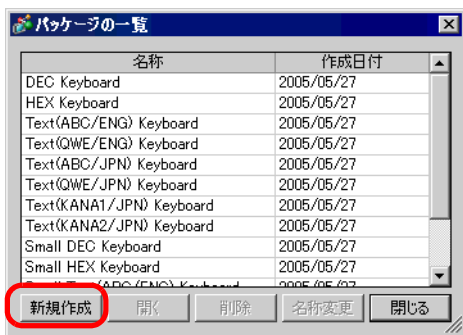 パッケージの一覧
名称 作成日付
DEC Keyboard 2005/05/27
HEX Keyboard 2005/05/27
Text(ABC/ENG) Keyboard 2005/05/27
Text(QWE/ENG) Keyboard 2005/05/27
Text(ABC/JPN) Keyboard 2005/05/27
Text(QWE/JPN) Keyboard 2005/05/27
Text(KANA1/JPN) Keyboard 2005/05/27
Text(KANA2/JPN) Keyboard 2005/05/27
Small DEC Keyboard 2005/05/27
Small HEX Keyboard 2005/05/27
Small Text(ABC/ENG) Keyboard 2005/05/27
新規作成 開く 削除 名称変更 閉じる